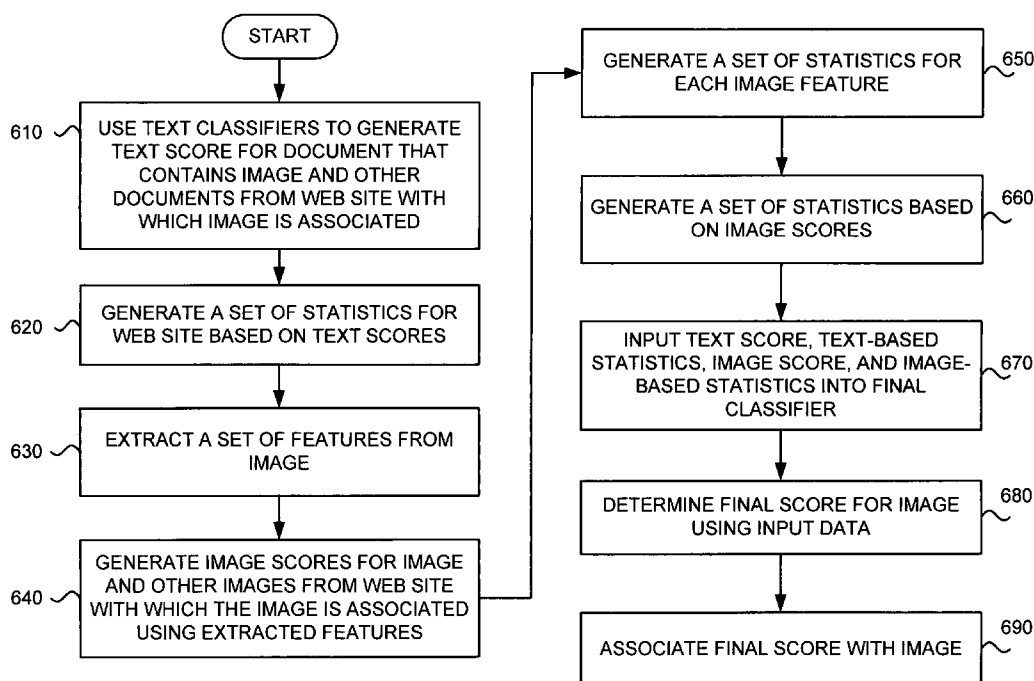 START
610
USE TEXT CLASSIFIERS TO GENERATE
TEXT SCORE FOR DOCUMENT THAT
CONTAINS IMAGE AND OTHER
DOCUMENTS FROM WEB SITE WITH
WHICH IMAGE IS ASSOCIATED
620
GENERATE A SET OF STATISTICS FOR
WEB SITE BASED ON TEXT SCORES
630
EXTRACT A SET OF FEATURES FROM
IMAGE
640
GENERATE IMAGE SCORES FOR IMAGE
AND OTHER IMAGES FROM WEB SITE
WITH WHICH THE IMAGE IS ASSOCIATED
USING EXTRACTED FEATURES
650
GENERATE A SET OF STATISTICS FOR
EACH IMAGE FEATURE
660
GENERATE A SET OF STATISTICS BASED
ON IMAGE SCORES
670
INPUT TEXT SCORE, TEXT-BASED
STATISTICS, IMAGE SCORE, AND IMAGE-
BASED STATISTICS INTO FINAL
CLASSIFIER
680
DETERMINE FINAL SCORE FOR IMAGE
USING INPUT DATA
690
ASSOCIATE FINAL SCORE WITH IMAGE